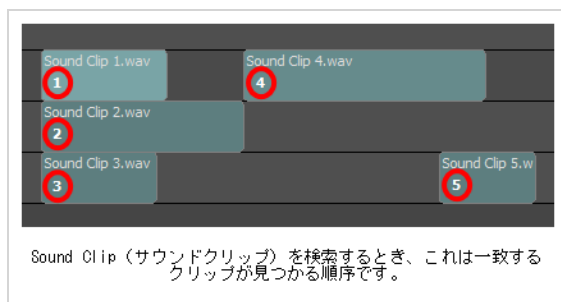 Sound Clip 1.wav
1
Sound Clip 4.wav
4
Sound Clip 2.wav
2
Sound Clip 3.wav
3
Sound Clip 5.w
5
Sound Clip（サウンドクリップ）を検索するとき、これは一致する
クリップが見つかる順序です。